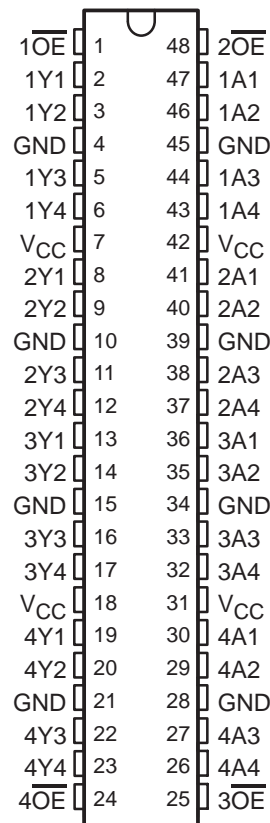 1O̅E̅ 1 48 2O̅E̅
1Y1 2 47 1A1
1Y2 3 46 1A2
GND 4 45 GND
1Y3 5 44 1A3
1Y4 6 43 1A4
VCC 7 42 VCC
2Y1 8 41 2A1
2Y2 9 40 2A2
GND 10 39 GND
2Y3 11 38 2A3
2Y4 12 37 2A4
3Y1 13 36 3A1
3Y2 14 35 3A2
GND 15 34 GND
3Y3 16 33 3A3
3Y4 17 32 3A4
VCC 18 31 VCC
4Y1 19 30 4A1
4Y2 20 29 4A2
GND 21 28 GND
4Y3 22 27 4A3
4Y4 23 26 4A4
4O̅E̅ 24 25 3O̅E̅